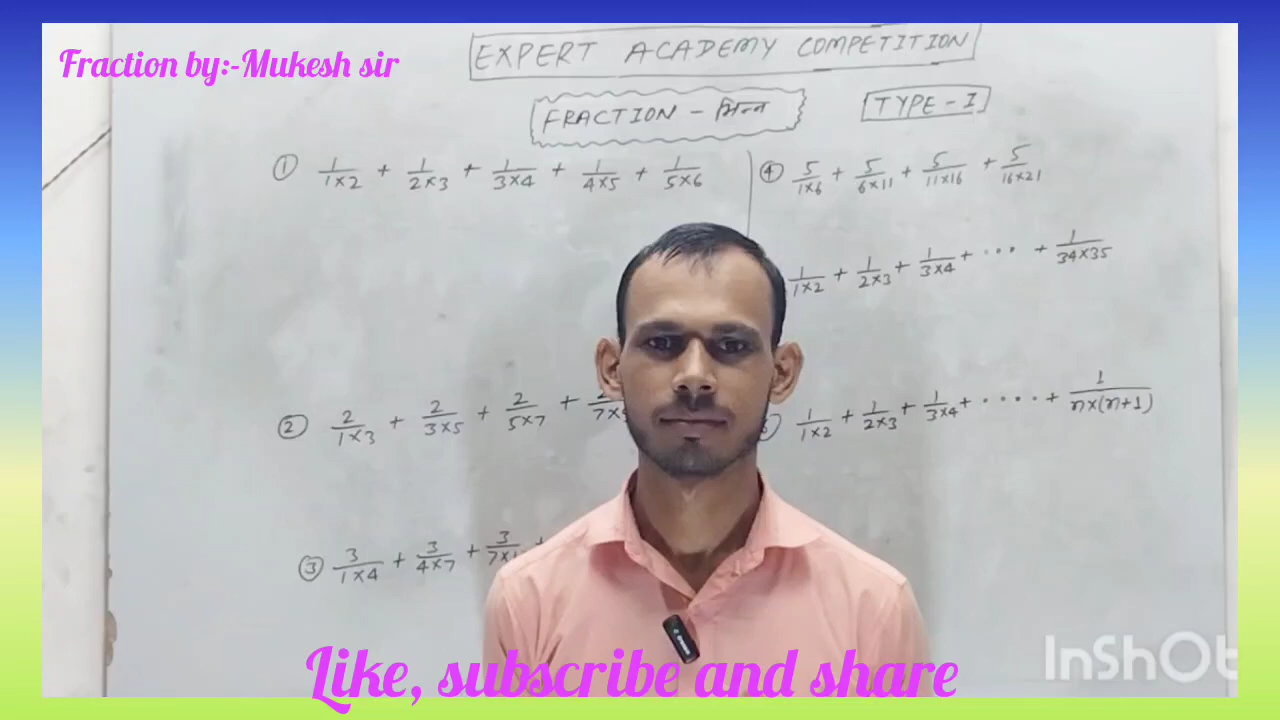 Fraction by:-Mukesh sir
EXPERT ACADEMY COMPETITION
FRACTION - भिन्न
TYPE - I
① 1/1×2 + 1/2×3 + 1/3×4 + 1/4×5 + 1/5×6
④ 5/1×6 + 5/6×11 + 5/11×16 + 5/16×21
1/1×2 + 1/2×3 + 1/3×4 + ... + 1/34×35
② 2/1×3 + 2/3×5 + 2/5×7 +
1/1×2 + 1/2×3 + 1/3×4 + .... + 1/n×(n+1)
③ 3/1×4 + 3/4×7 +
Like, subscribe and share
InShOt